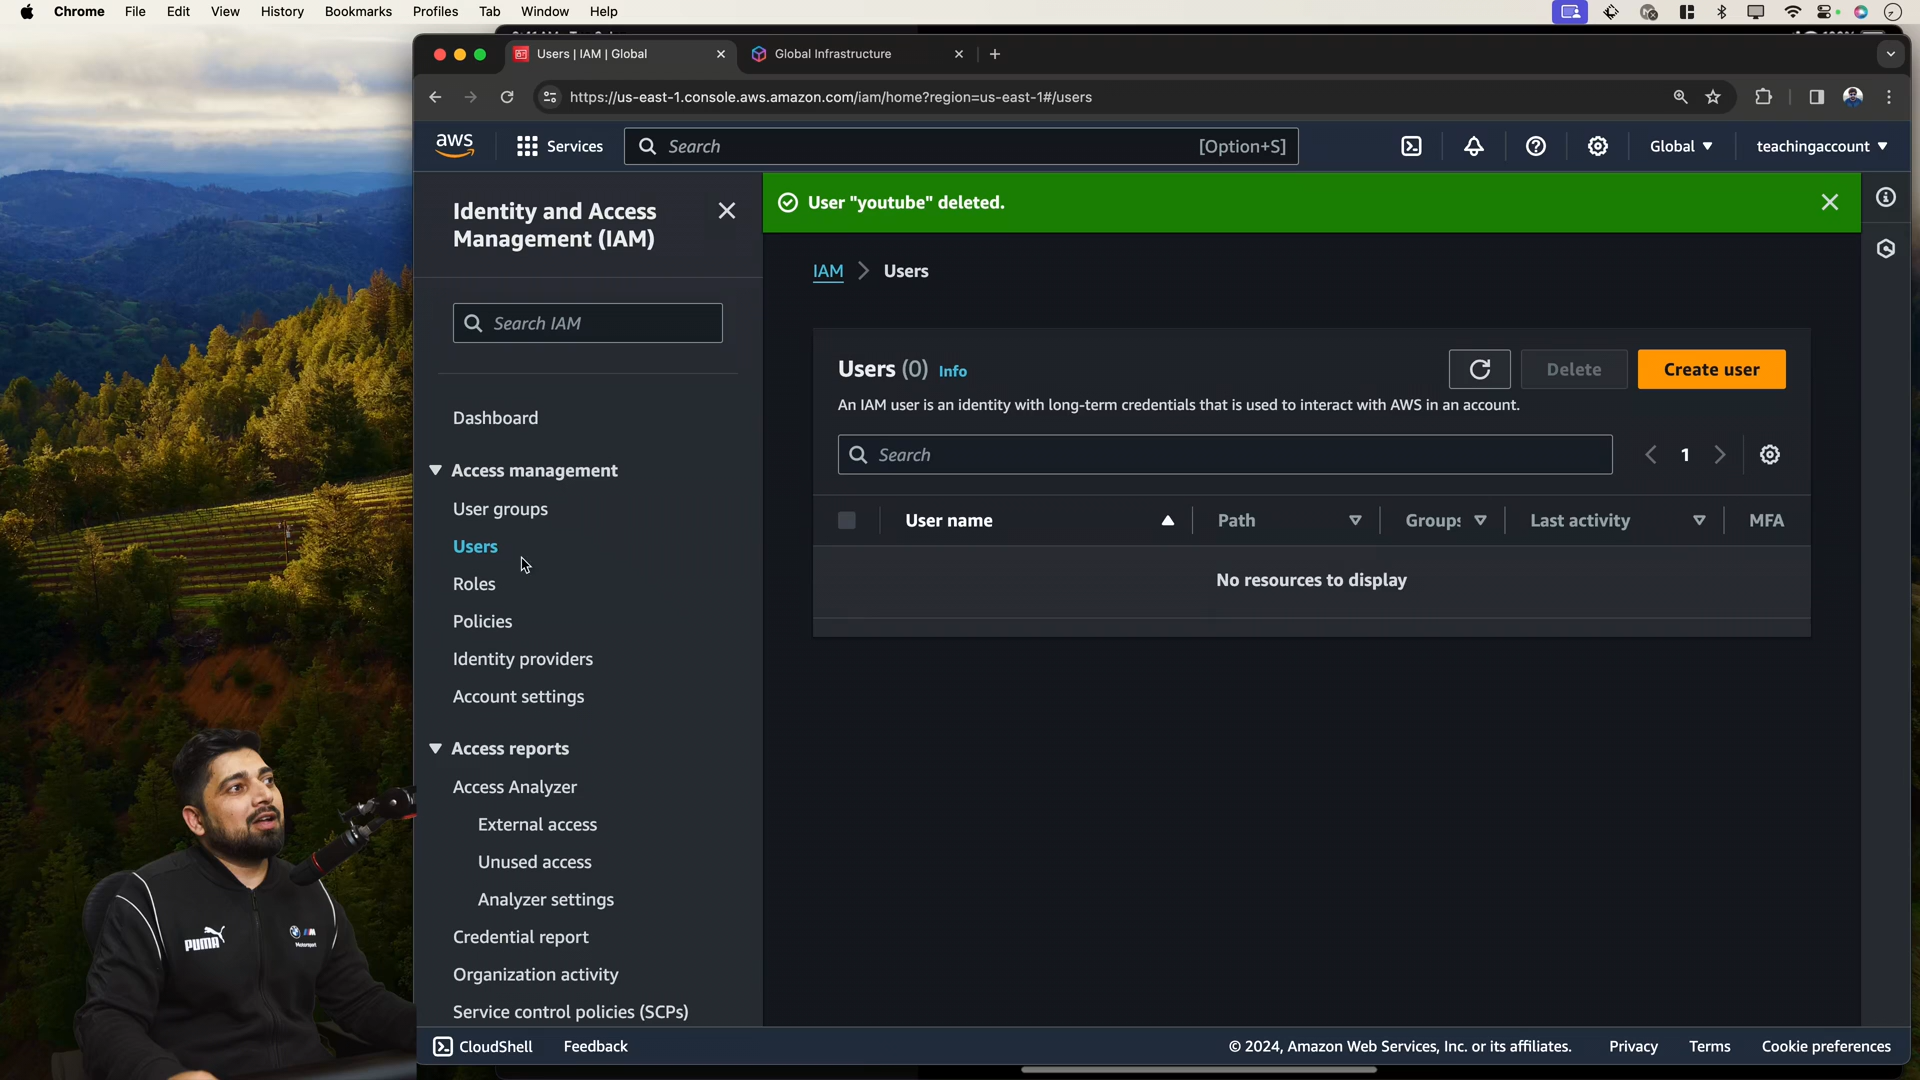 Chrome File Edit View History Bookmarks Profiles Tab Window Help
Users | IAM | Global
Global Infrastructure
https://us-east-1.console.aws.amazon.com/iam/home?region=us-east-1#/users
aws
Services
Search
[Option+S]
Global
teachingaccount
Identity and Access
Management (IAM)
Search IAM
Dashboard
Access management
User groups
Users
Roles
Policies
Identity providers
Account settings
Access reports
Access Analyzer
External access
Unused access
Analyzer settings
Credential report
Organization activity
Service control policies (SCPs)
User "youtube" deleted.
IAM
Users
Users (0) Info
Delete
Create user
An IAM user is an identity with long-term credentials that is used to interact with AWS in an account.
Search
1
User name
Path
Groups
Last activity
MFA
No resources to display
PUMA
CloudShell
Feedback
© 2024, Amazon Web Services, Inc. or its affiliates.
Privacy
Terms
Cookie preferences